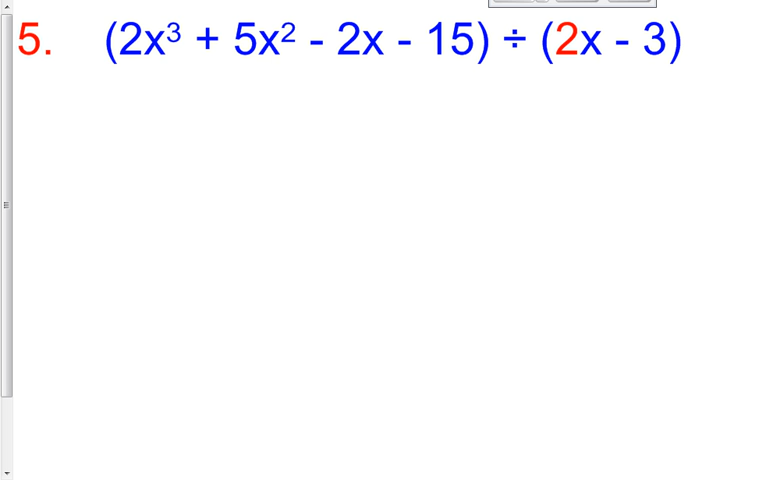 5. (2x³ + 5x² - 2x - 15) ÷ (2x - 3)